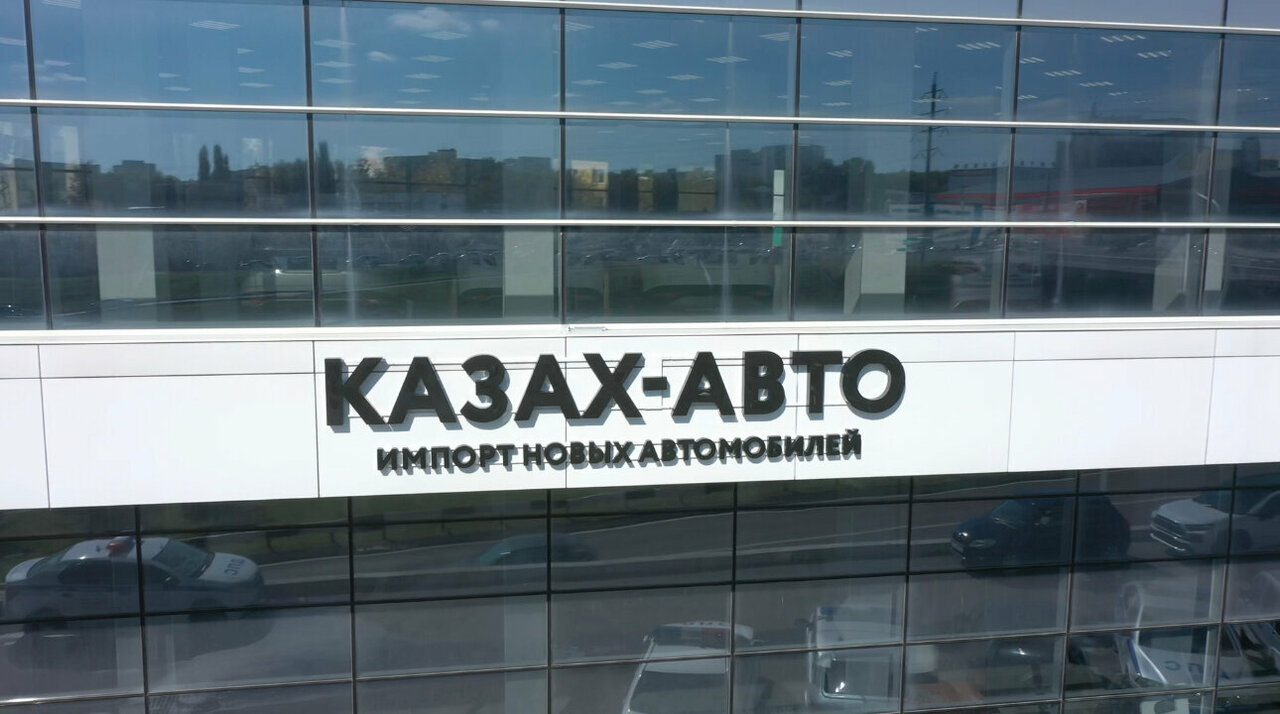 КАЗАХ-АВТО
ИМПОРТ НОВЫХ АВТОМОБИЛЕЙ